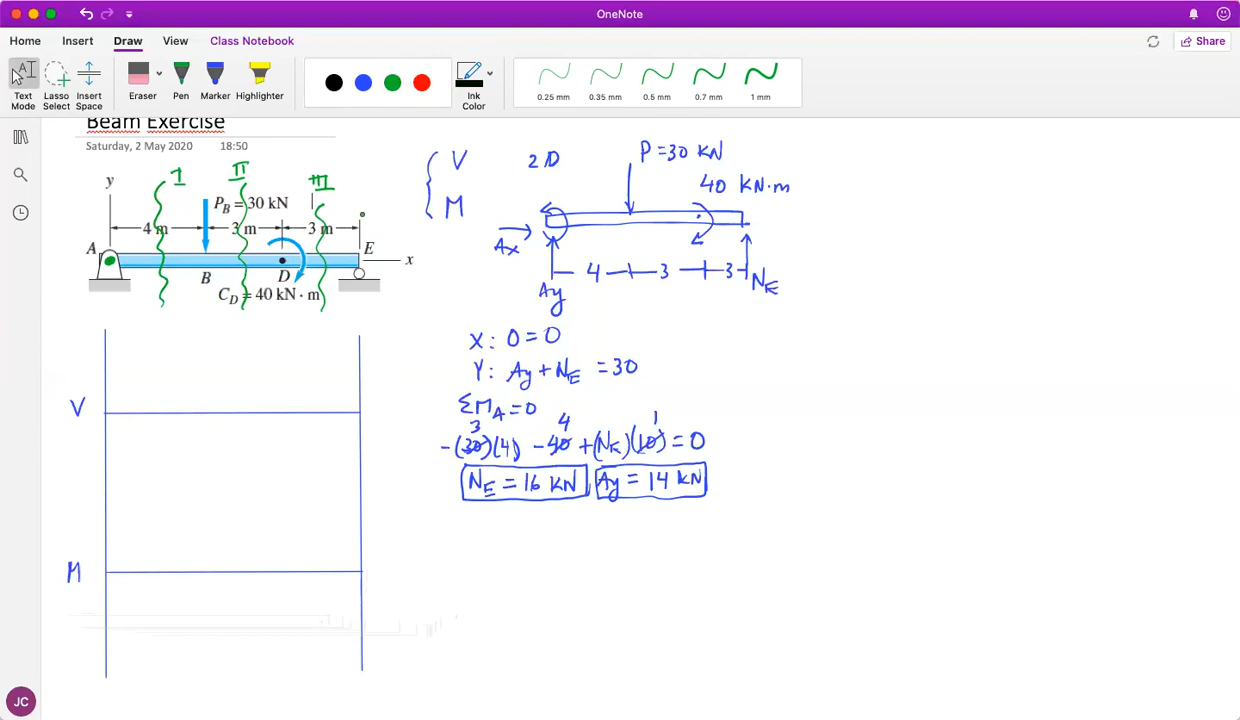 OneNote
Home Insert Draw View Class Notebook Share
Text Mode
Lasso Select
Insert Space
Eraser
Pen
Marker
Highlighter
Ink Color
0.25 mm 0.35 mm 0.5 mm 0.7 mm 1 mm
Beam Exercise
Saturday, 2 May 2020 18:50
I II III
y
P_B = 30 kN
4 m 3 m 3 m
A E
x
B D
C_D = 40 kN · m
V
M
V
M
2D
P = 30 KN
40 KN·m
Ax
4 3 3
Ay N_E
X: 0 = 0
Y: Ay + N_E = 30
ΣM_A = 0
3 4 1
-(30)(4) - 40 + (N_E)(10) = 0
N_E = 16 KN, Ay = 14 KN
JC